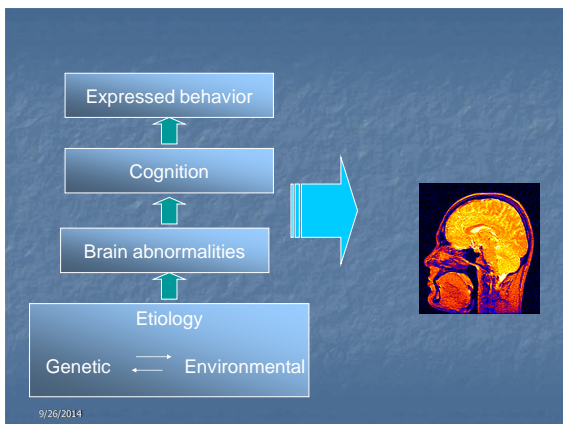 Expressed behavior
Cognition
Brain abnormalities
Etiology
Genetic Environmental
9/26/2014